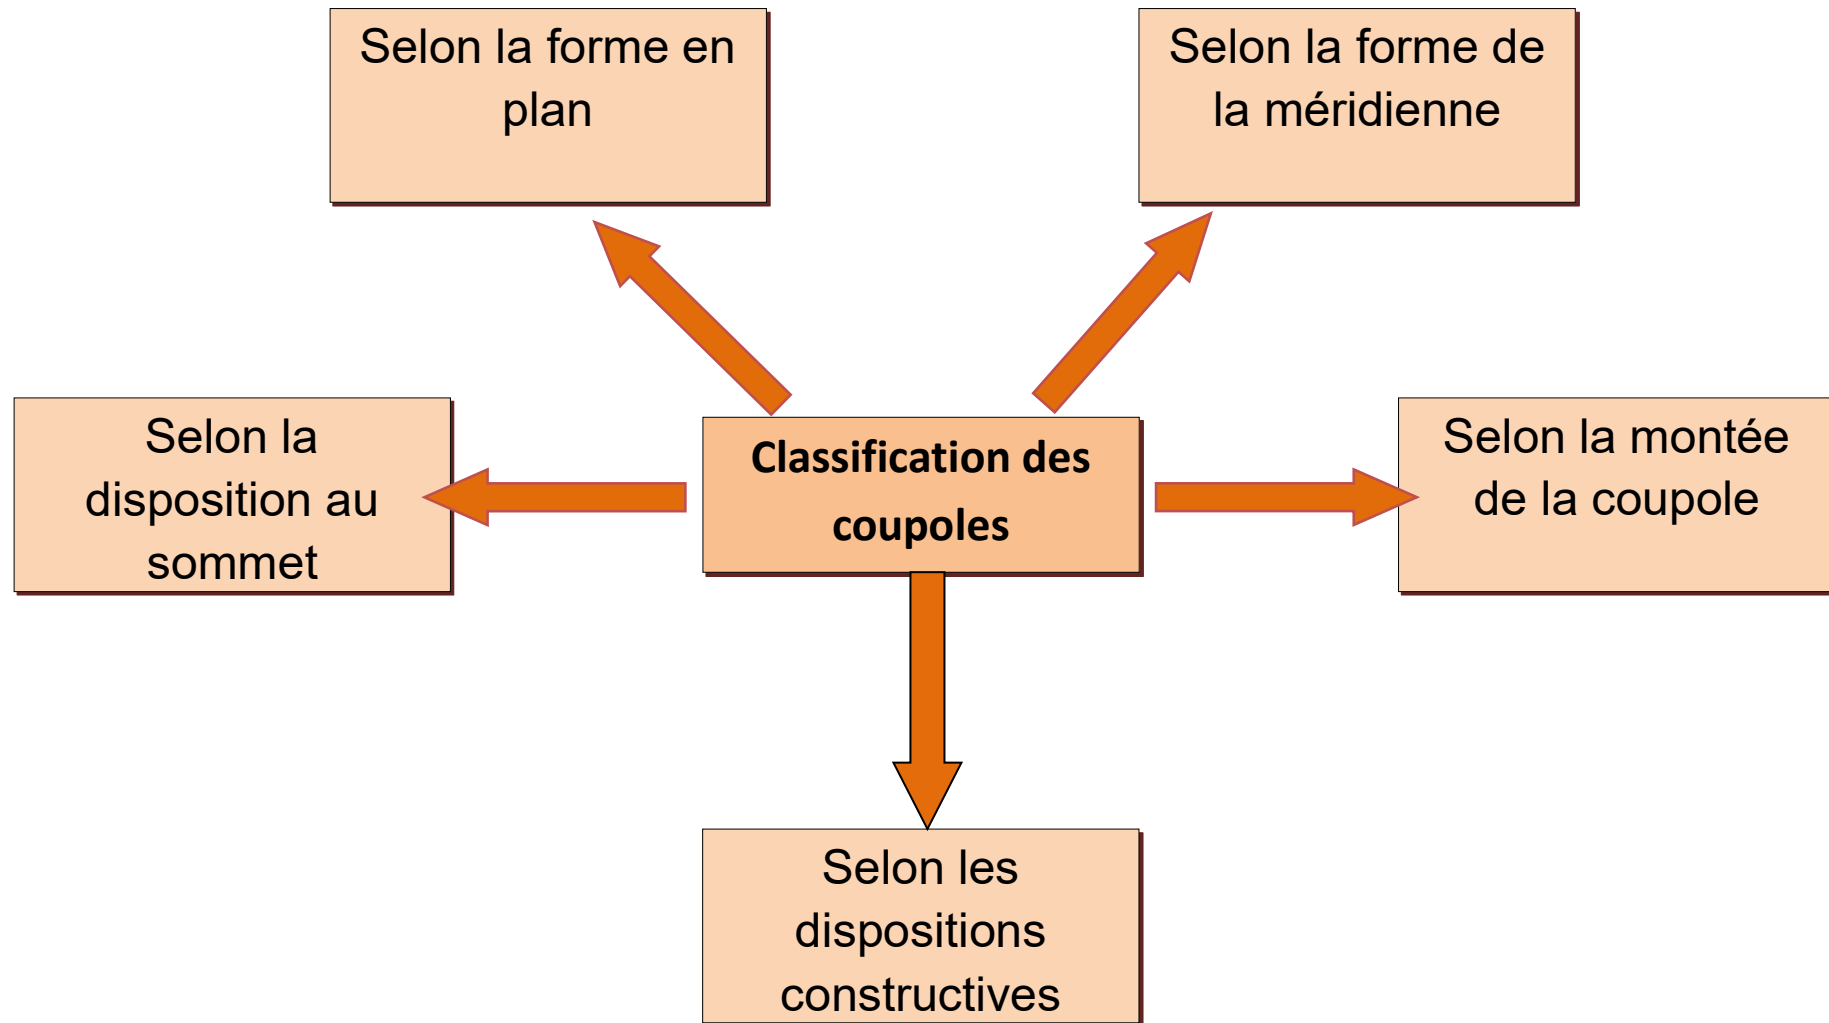 Selon la forme en
plan
Selon la forme de
la méridienne
Selon la
disposition au
sommet
Classification des
coupoles
Selon la montée
de la coupole
Selon les
dispositions
constructives